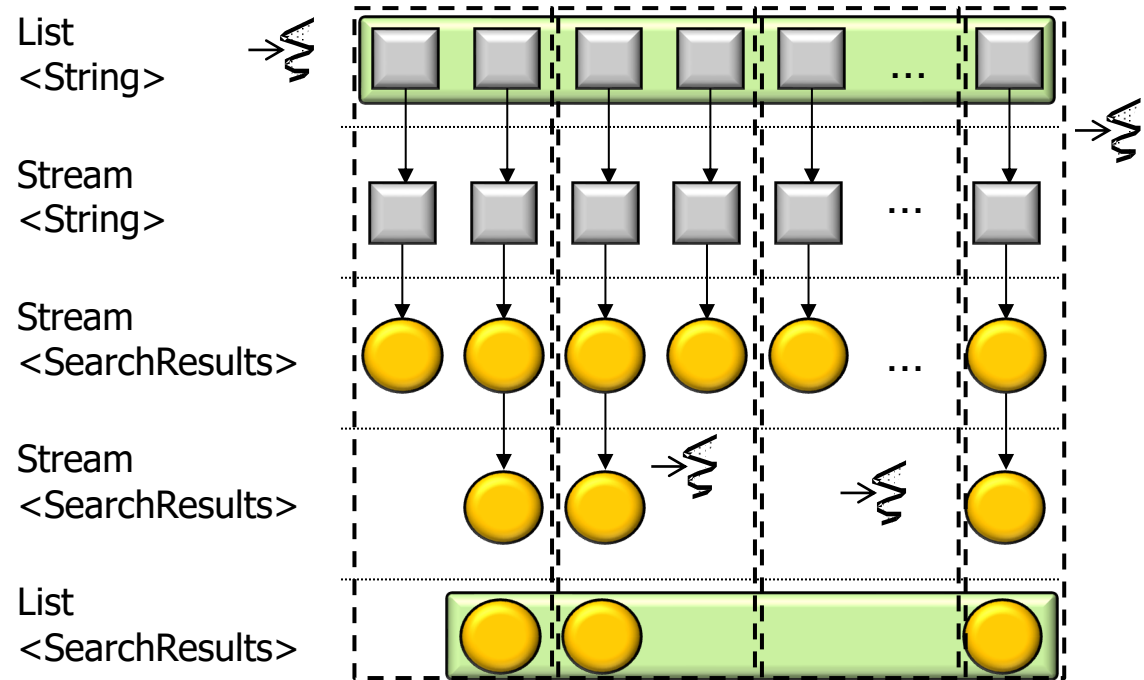 List
<String>
...
Stream
<String>
...
Stream
<SearchResults>
...
Stream
<SearchResults>
List
<SearchResults>